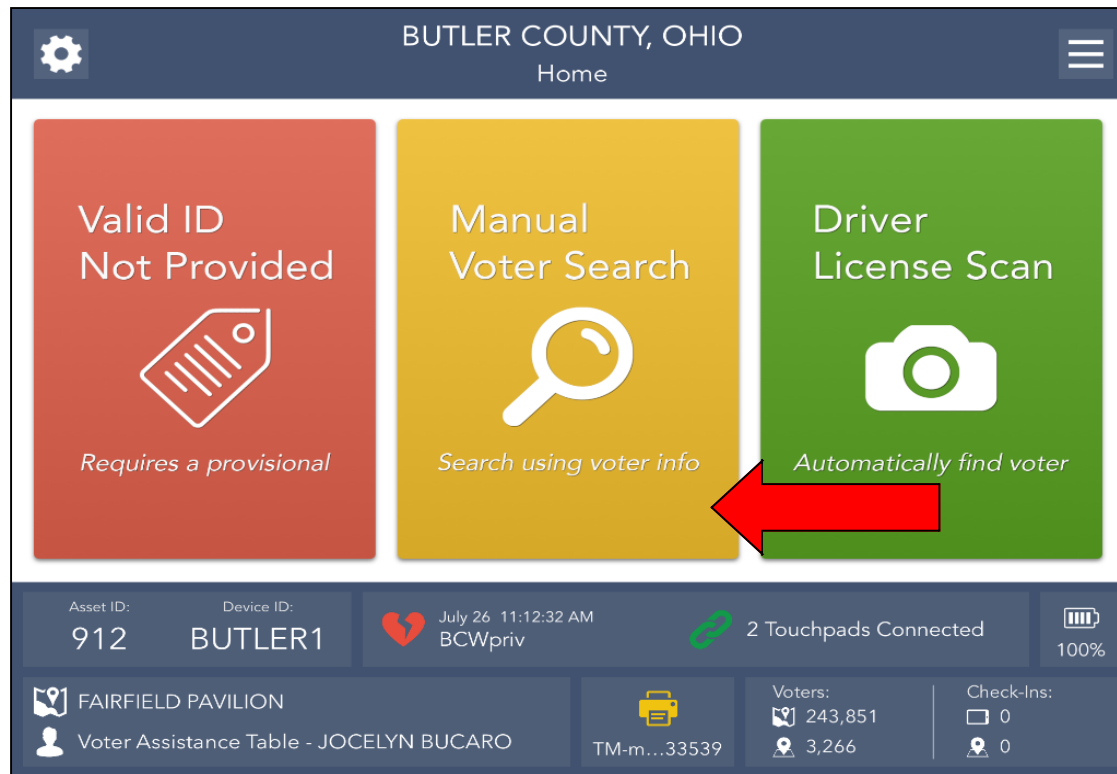 BUTLER COUNTY, OHIO
Home
Valid ID
Not Provided
Requires a provisional
Manual
Voter Search
Search using voter info
Driver
License Scan
Automatically find voter
Asset ID:
912
Device ID:
BUTLER1
July 26 11:12:32 AM
BCWpriv
2 Touchpads Connected
100%
FAIRFIELD PAVILION
Voter Assistance Table - JOCELYN BUCARO
TM-m...33539
Voters:
243,851
3,266
Check-Ins:
0
0